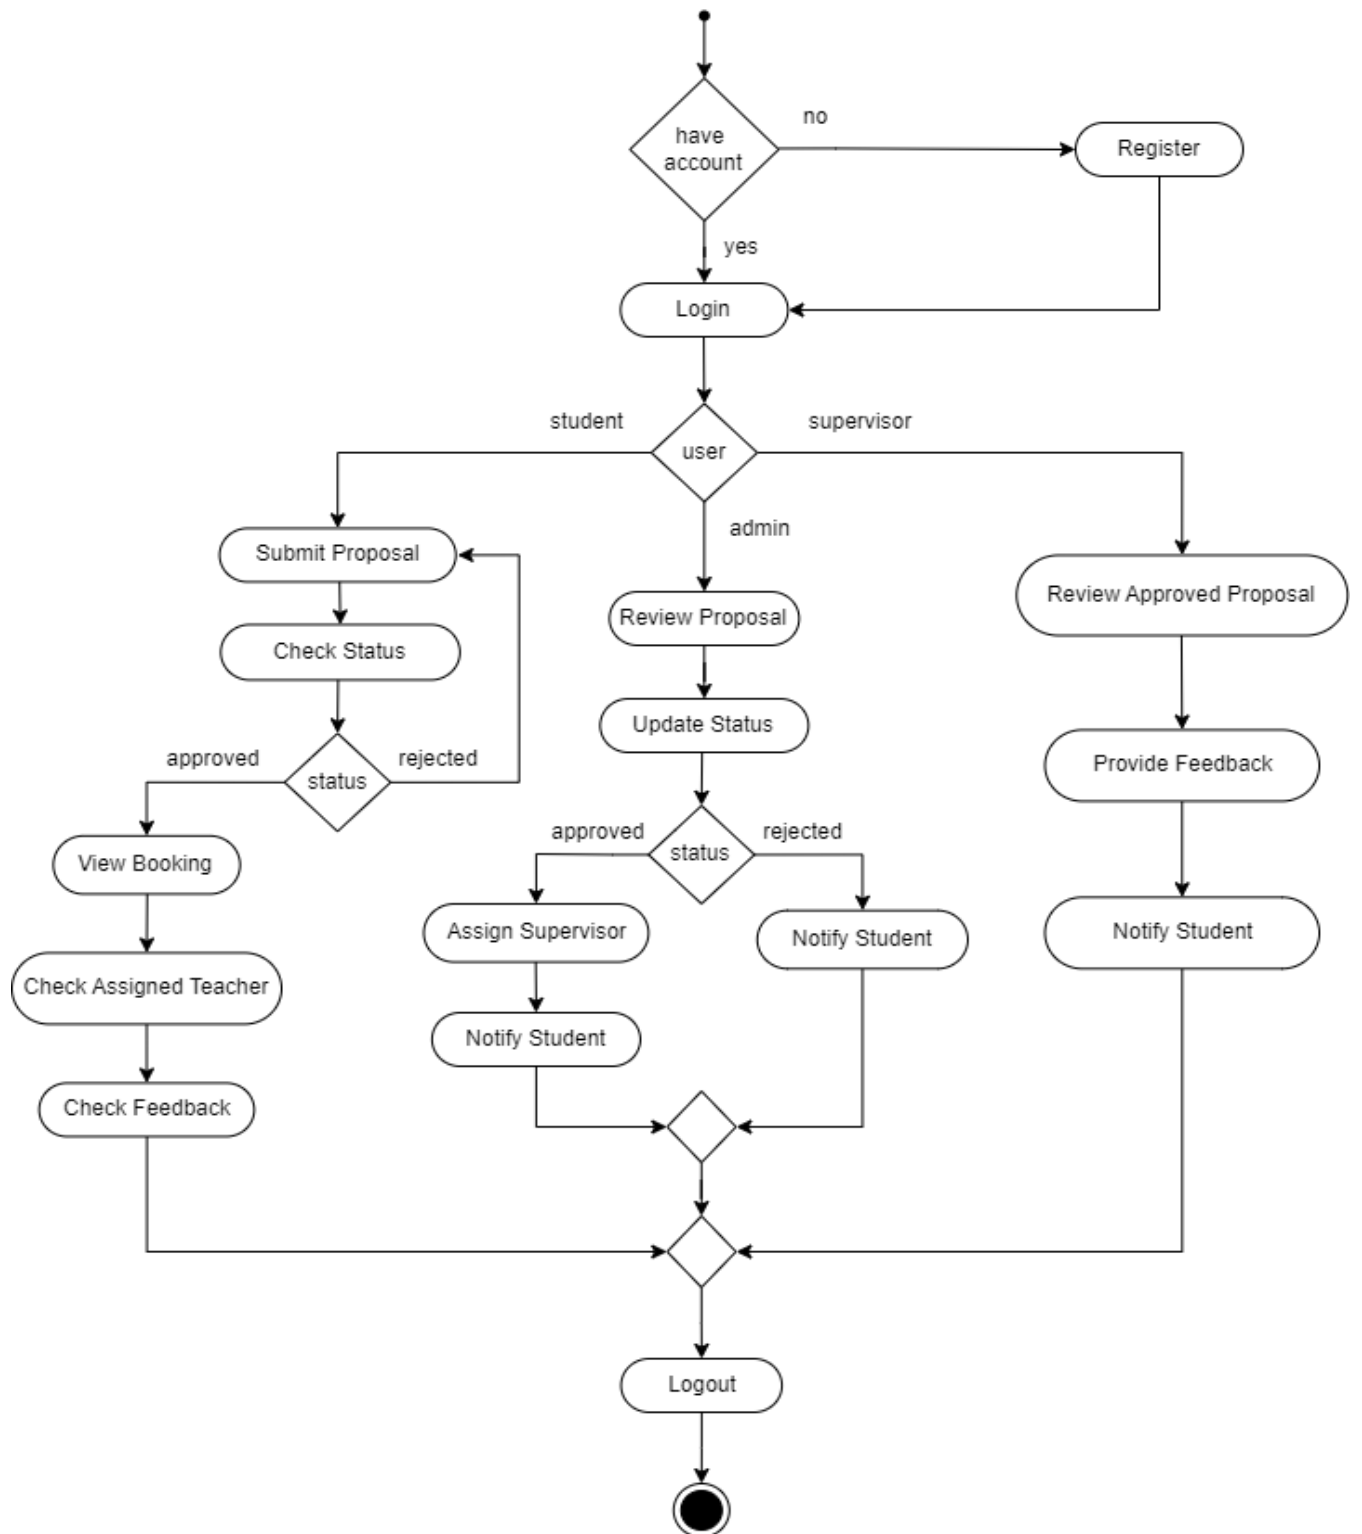 no
have
account
Register
yes
Login
student
supervisor
user
admin
Submit Proposal
Review Approved Proposal
Review Proposal
Check Status
Update Status
approved
rejected
status
Provide Feedback
approved
rejected
status
View Booking
Assign Supervisor
Notify Student
Notify Student
Check Assigned Teacher
Notify Student
Check Feedback
Logout